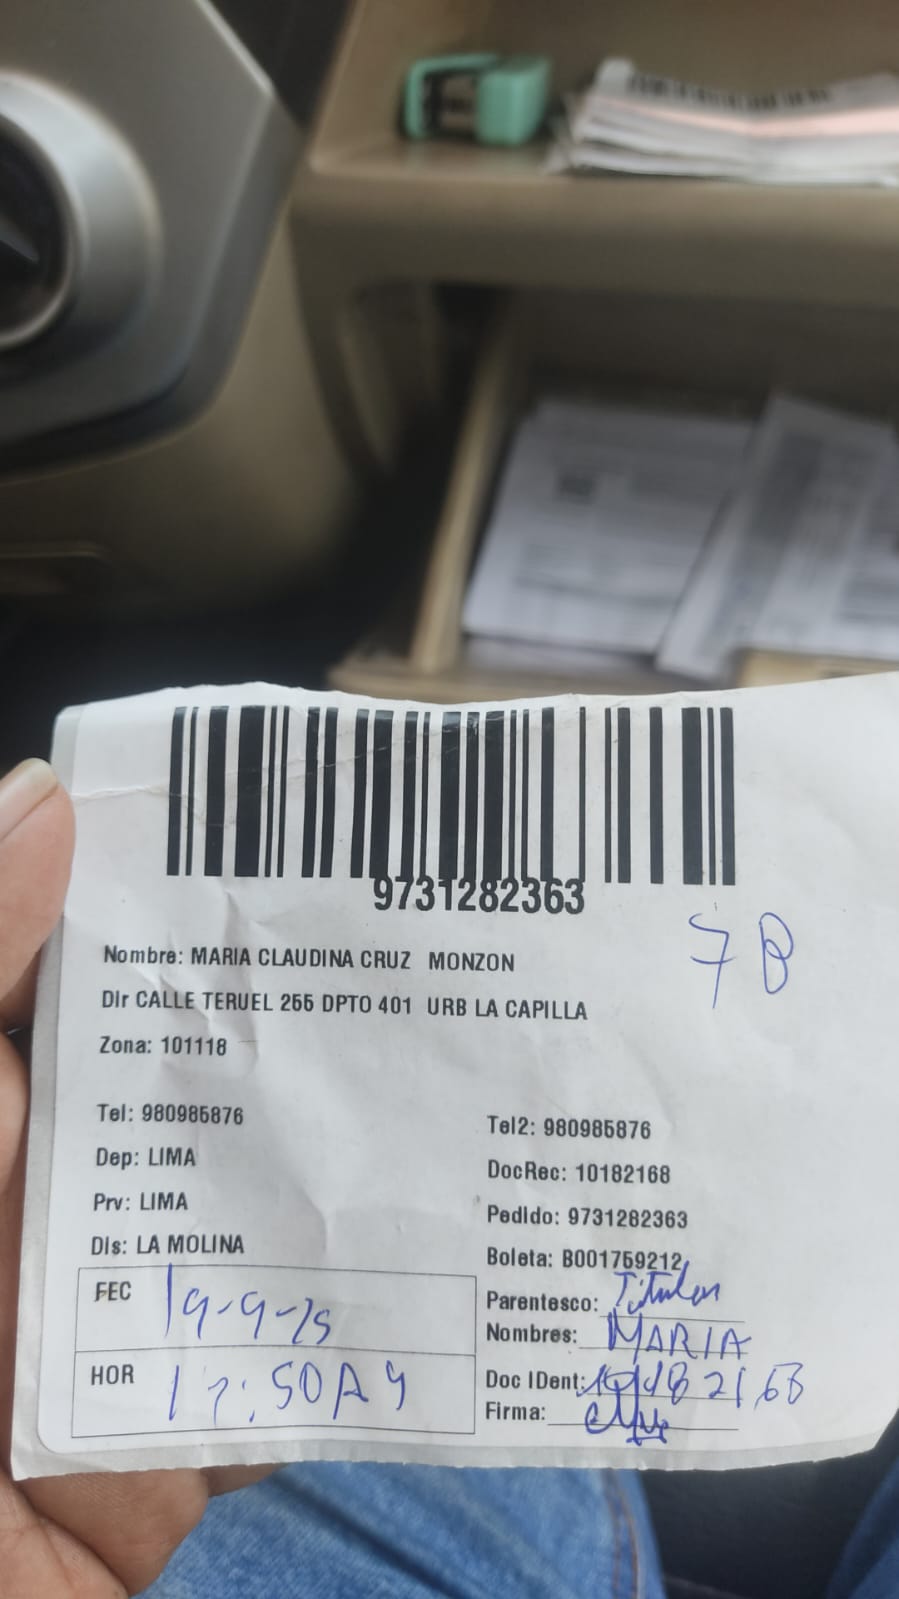 9731282363
7 B
Nombre: MARIA CLAUDINA CRUZ MONZON
Dir CALLE TERUEL 255 DPTO 401 URB LA CAPILLA
Zona: 101118
Tel: 980985876
Tel2: 980985876
Dep: LIMA
DocRec: 10182168
Prv: LIMA
Pedido: 9731282363
Dis: LA MOLINA
Boleta: B001759212
FEC 19-9-25
Parentesco: Titular
Nombres: MARIA
HOR
Doc IDent:
Firma: